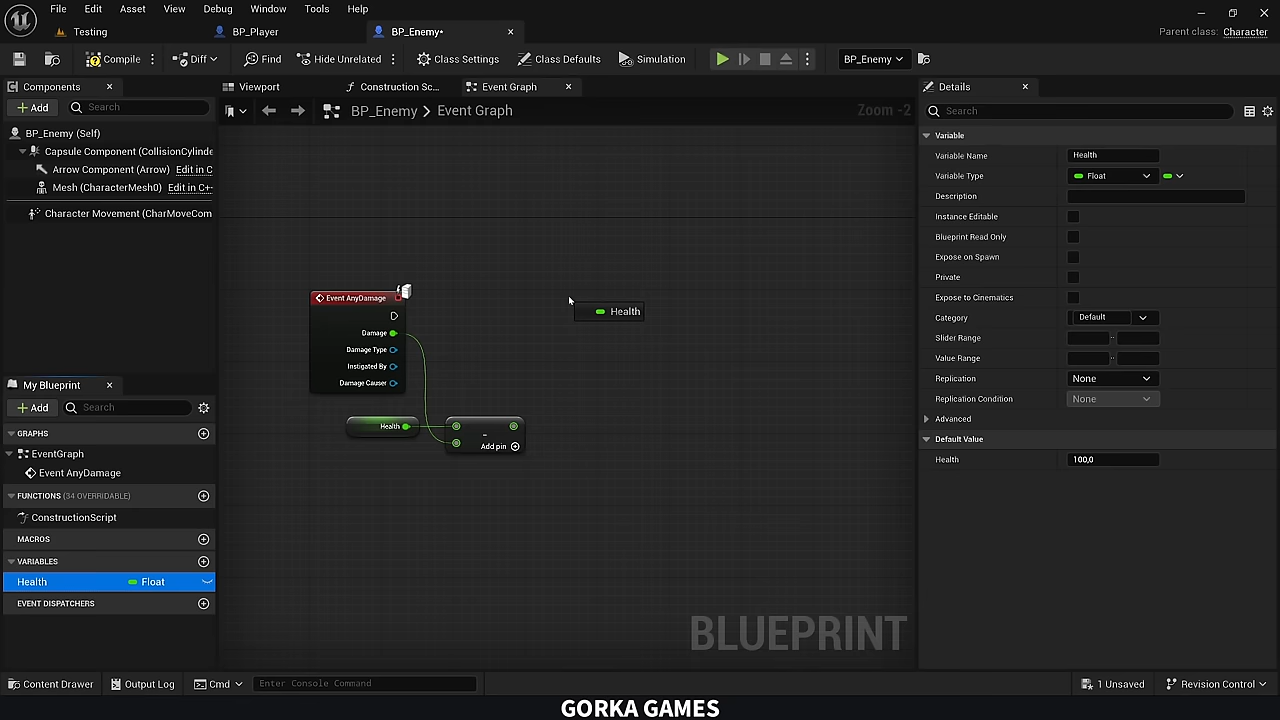 File Edit Asset View Debug Window Tools Help
Testing BP_Player BP_Enemy* Parent class: Character
Compile Diff Find Hide Unrelated Class Settings Class Defaults Simulation BP_Enemy
Components Viewport Construction Sc... Event Graph Details
Add Search BP_Enemy > Event Graph Zoom -2 Search
BP_Enemy (Self)
Capsule Component (CollisionCylinde
Arrow Component (Arrow) Edit in C
Mesh (CharacterMesh0) Edit in C++
Character Movement (CharMoveCom
Variable
Variable Name Health
Variable Type Float
Description
Instance Editable
Blueprint Read Only
Expose on Spawn
Private
Expose to Cinematics
Category Default
Slider Range
Value Range
Replication None
Replication Condition None
Advanced
Default Value
Health 100,0
Event AnyDamage
Damage
Damage Type
Instigated By
Damage Causer
Health
Health
-
Add pin
My Blueprint
Add Search
GRAPHS
EventGraph
Event AnyDamage
FUNCTIONS (34 OVERRIDABLE)
ConstructionScript
MACROS
VARIABLES
Health Float
EVENT DISPATCHERS
BLUEPRINT
Content Drawer Output Log Cmd Enter Console Command 1 Unsaved Revision Control
GORKA GAMES